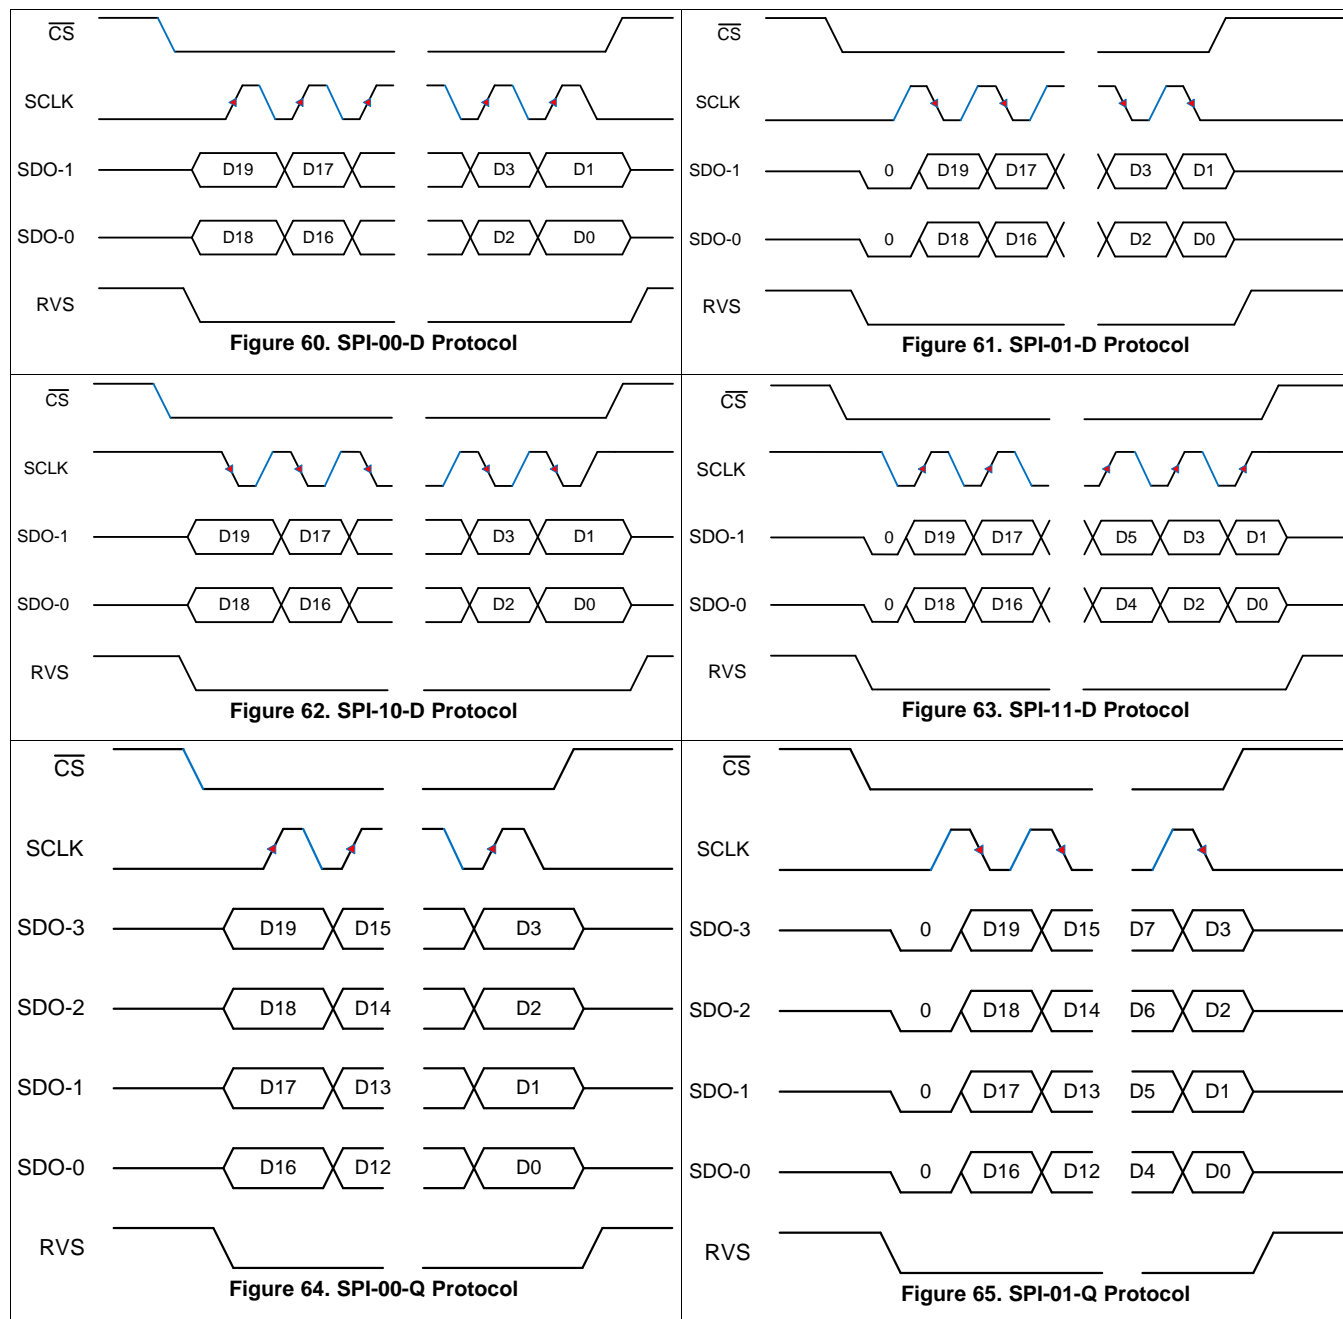 CS
SCLK
SDO-1 D19 D17 D3 D1
SDO-0 D18 D16 D2 D0
RVS
Figure 60. SPI-00-D Protocol
CS
SCLK
SDO-1 0 D19 D17 D3 D1
SDO-0 0 D18 D16 D2 D0
RVS
Figure 61. SPI-01-D Protocol
CS
SCLK
SDO-1 D19 D17 D3 D1
SDO-0 D18 D16 D2 D0
RVS
Figure 62. SPI-10-D Protocol
CS
SCLK
SDO-1 0 D19 D17 D5 D3 D1
SDO-0 0 D18 D16 D4 D2 D0
RVS
Figure 63. SPI-11-D Protocol
CS
SCLK
SDO-3 D19 D15 D3
SDO-2 D18 D14 D2
SDO-1 D17 D13 D1
SDO-0 D16 D12 D0
RVS
Figure 64. SPI-00-Q Protocol
CS
SCLK
SDO-3 0 D19 D15 D7 D3
SDO-2 0 D18 D14 D6 D2
SDO-1 0 D17 D13 D5 D1
SDO-0 0 D16 D12 D4 D0
RVS
Figure 65. SPI-01-Q Protocol